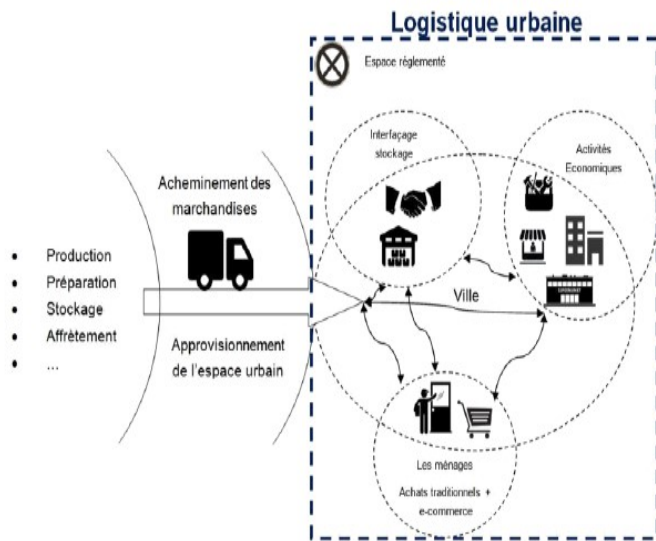 Logistique urbaine
Espace réglementé
Interfaçage
stockage
Activités
Economiques
Acheminement des
marchandises
• Production
• Préparation
• Stockage
• Affrètement
• ...
Ville
Approvisionnement
de l'espace urbain
SUPERMARKET
Les ménages
Achats traditionnels +
e-commerce